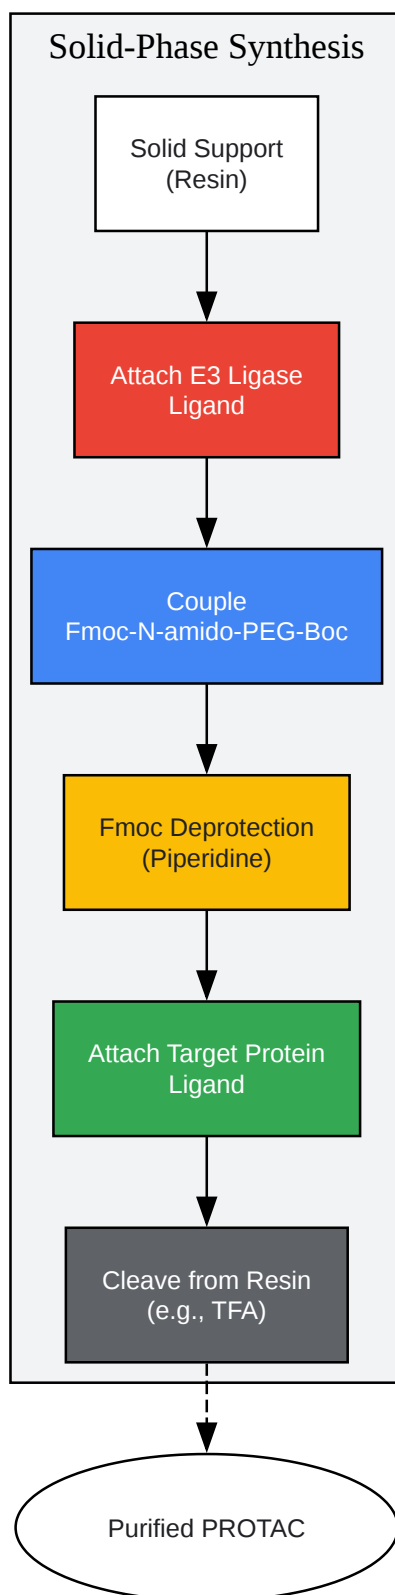 Solid-Phase Synthesis
Solid Support
(Resin)
Attach E3 Ligase
Ligand
Couple
Fmoc-N-amido-PEG-Boc
Fmoc Deprotection
(Piperidine)
Attach Target Protein
Ligand
Cleave from Resin
(e.g., TFA)
Purified PROTAC